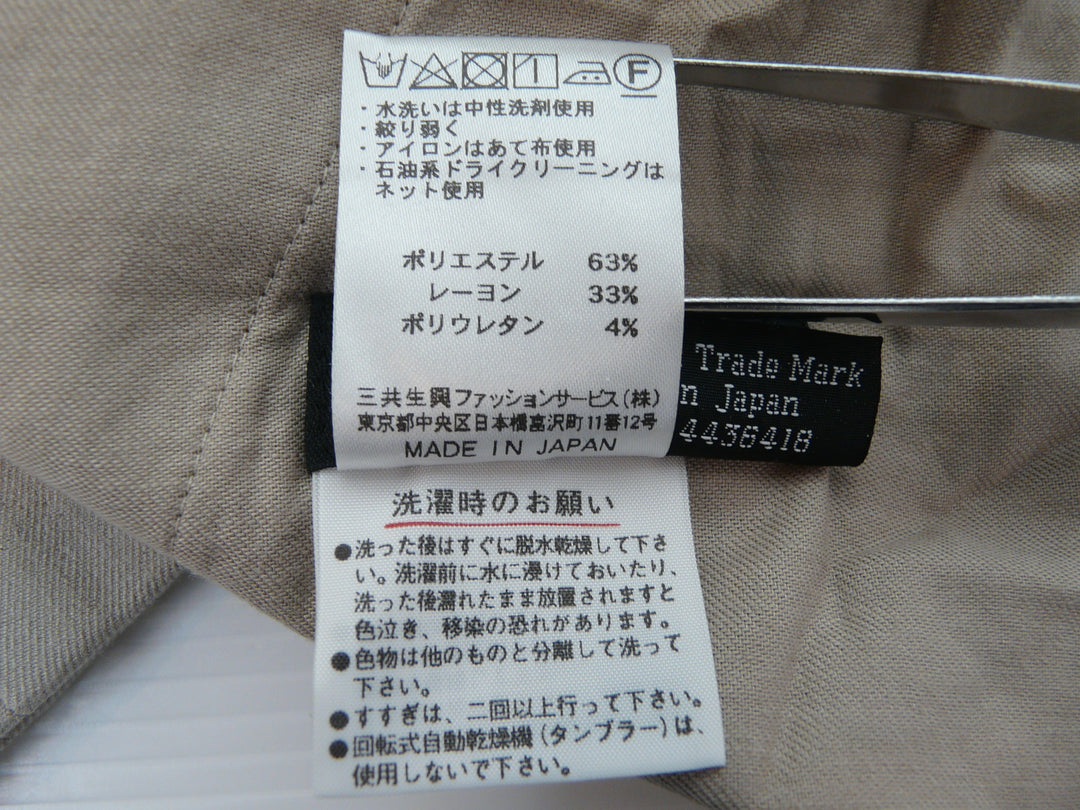 F
・水洗いは中性洗剤使用
・絞り弱く
・アイロンはあて布使用
・石油系ドライクリーニングは
ネット使用
ポリエステル 63%
レーヨン 33%
ポリウレタン 4%
三共生興ファッションサービス(株)
東京都中央区日本橋富沢町11番12号
MADE IN JAPAN
Trade Mark
n Japan
4436418
洗濯時のお願い
●洗った後はすぐに脱水乾燥して下さ
い。洗濯前に水に浸けておいたり、
洗った後濡れたまま放置されますと
色泣き、移染の恐れがあります。
●色物は他のものと分離して洗って
下さい。
●すすぎは、二回以上行って下さい。
●回転式自動乾燥機(タンブラー)は、
使用しないで下さい。